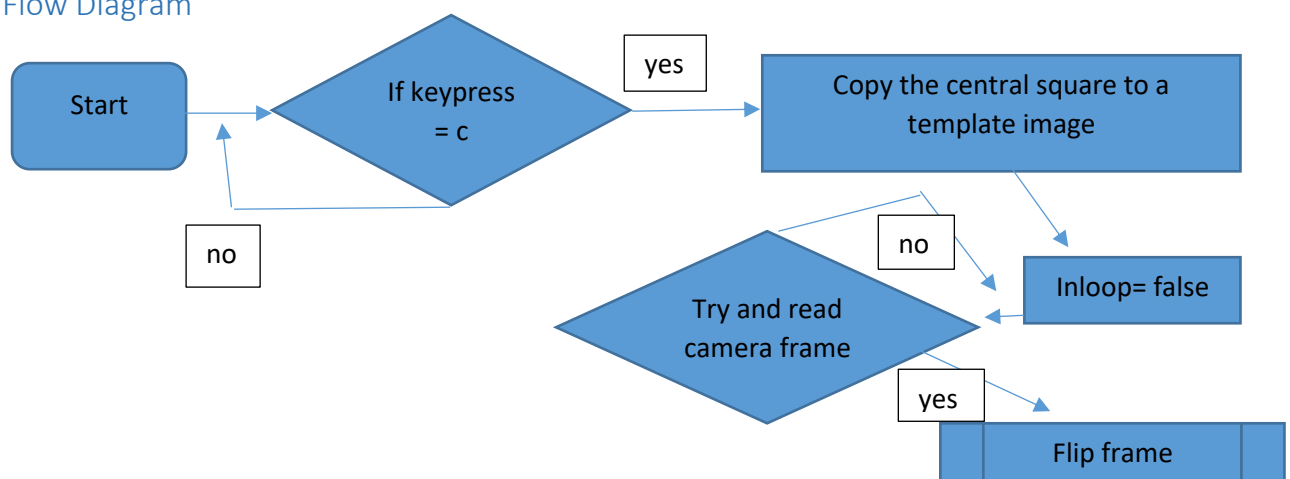 Flow Diagram
Start
If keypress
= c
yes
Copy the central square to a
template image
no
no
Inloop= false
Try and read
camera frame
yes
Flip frame